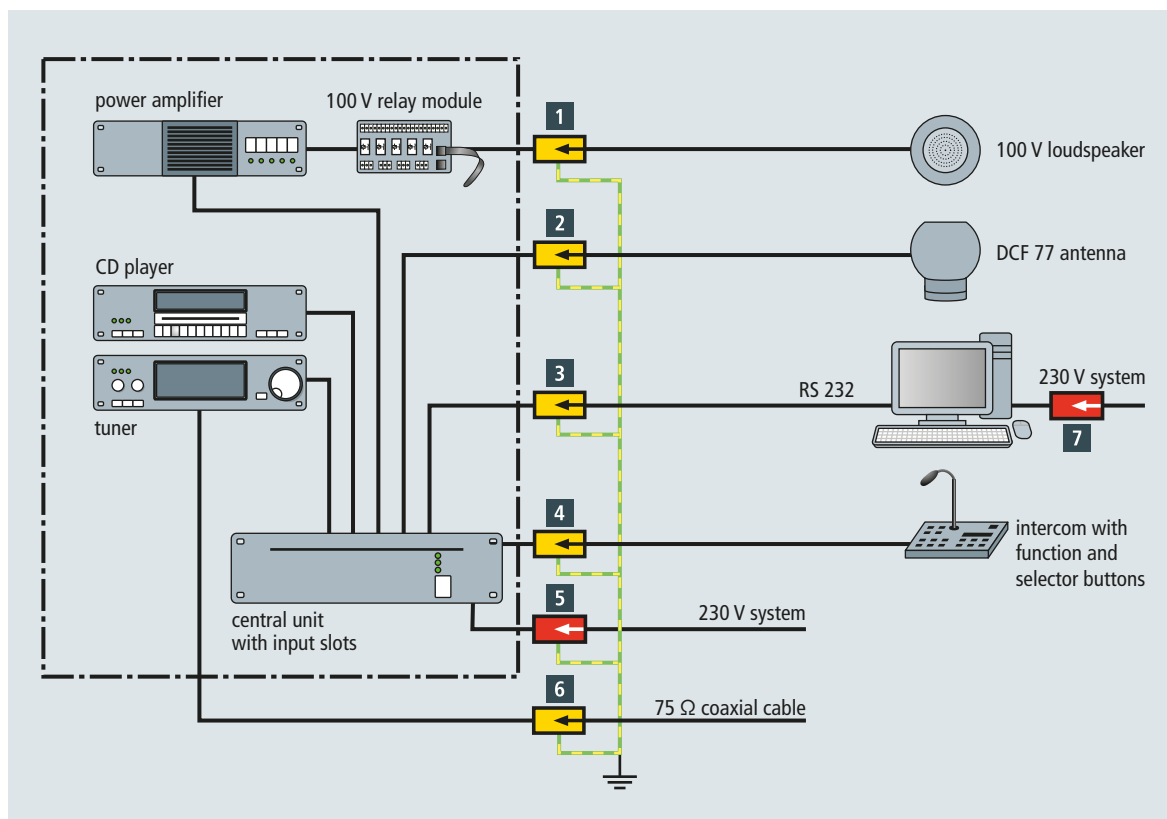 power amplifier
100 V relay module
1
100 V loudspeaker
2
DCF 77 antenna
CD player
3
RS 232
230 V system
7
tuner
4
intercom with
function and
selector buttons
central unit
with input slots
5
230 V system
6
75 Ω coaxial cable